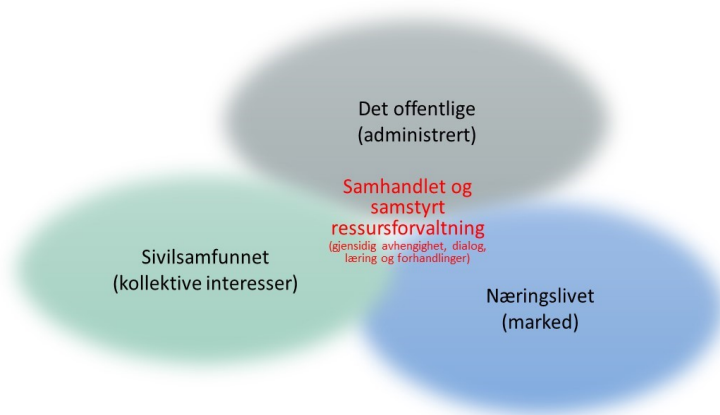 Det offentlige
(administrert)
Samhandlet og
samstyrt
ressursforvaltning
(gjensidig avhengighet, dialog,
læring og forhandlinger)
Sivilsamfunnet
(kollektive interesser)
Næringslivet
(marked)